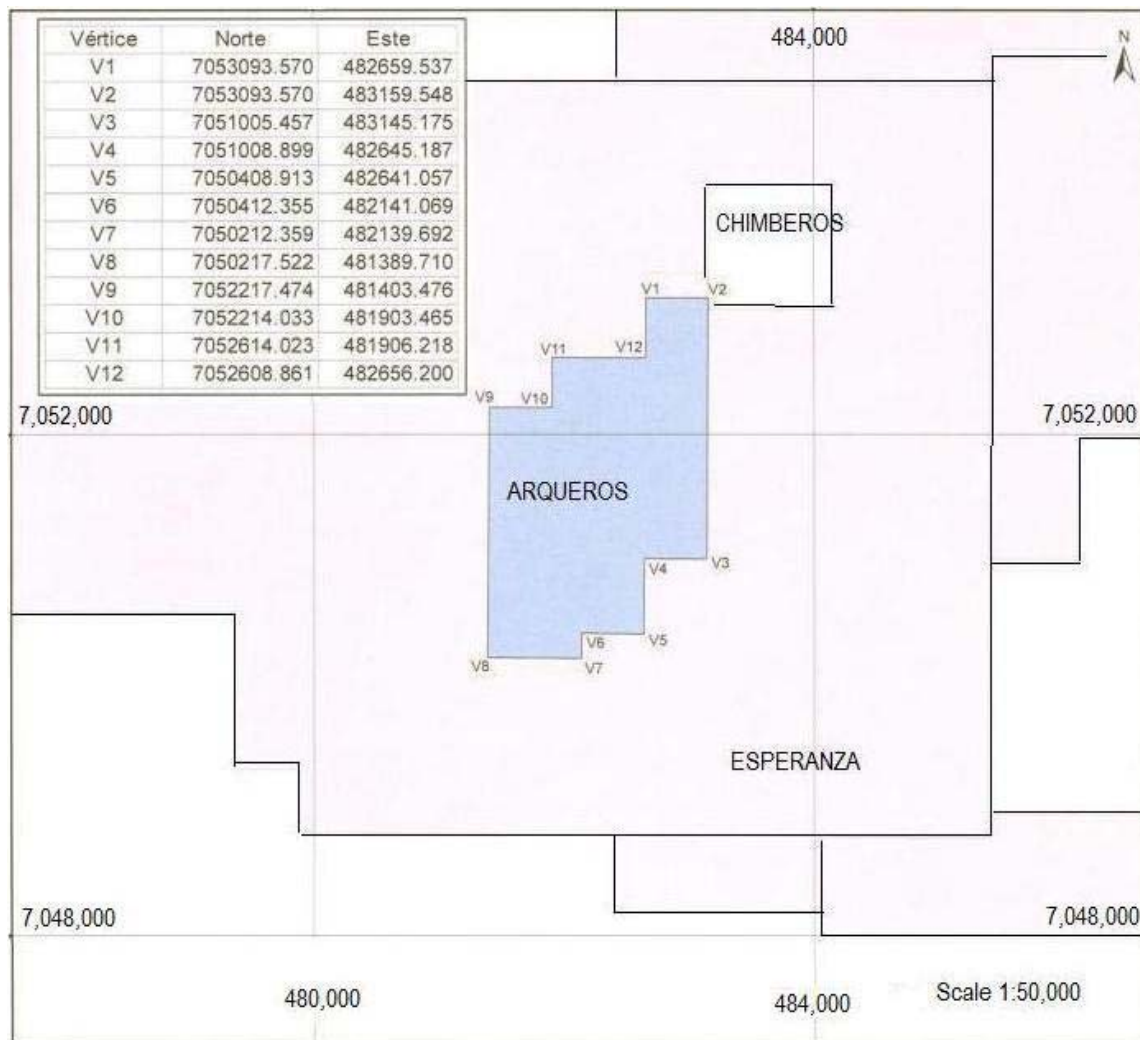 Vértice Norte Este
V1 7053093.570 482659.537
V2 7053093.570 483159.548
V3 7051005.457 483145.175
V4 7051008.899 482645.187
V5 7050408.913 482641.057
V6 7050412.355 482141.069
V7 7050212.359 482139.692
V8 7050217.522 481389.710
V9 7052217.474 481403.476
V10 7052214.033 481903.465
V11 7052614.023 481906.218
V12 7052608.861 482656.200
484,000
N
CHIMBEROS
V1 V2
V11 V12
V9 V10
7,052,000 7,052,000
ARQUEROS
V4 V3
V6 V5
V8 V7
ESPERANZA
7,048,000 7,048,000
480,000 484,000 Scale 1:50,000